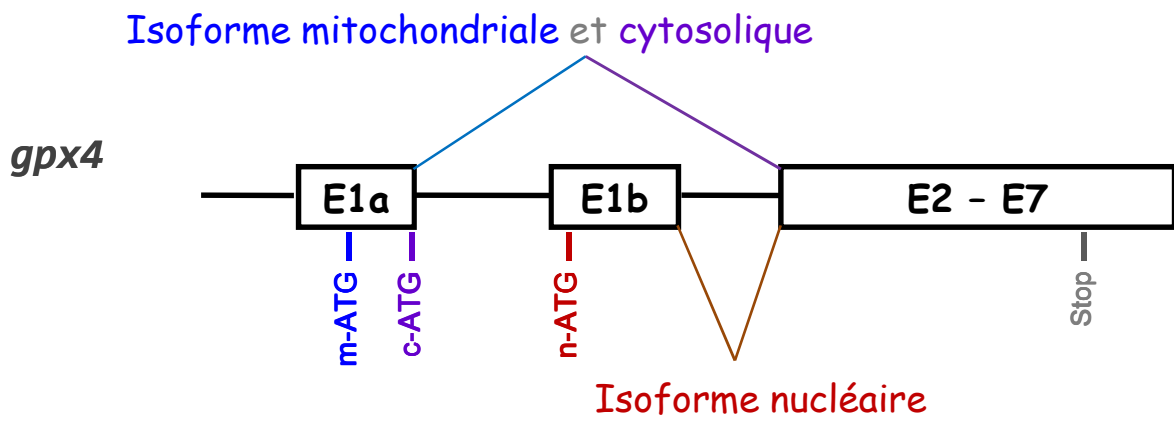 Isoforme mitochondriale et cytosolique
gpx4
E1a
E1b
E2 – E7
m-ATG
c-ATG
n-ATG
Stop
Isoforme nucléaire